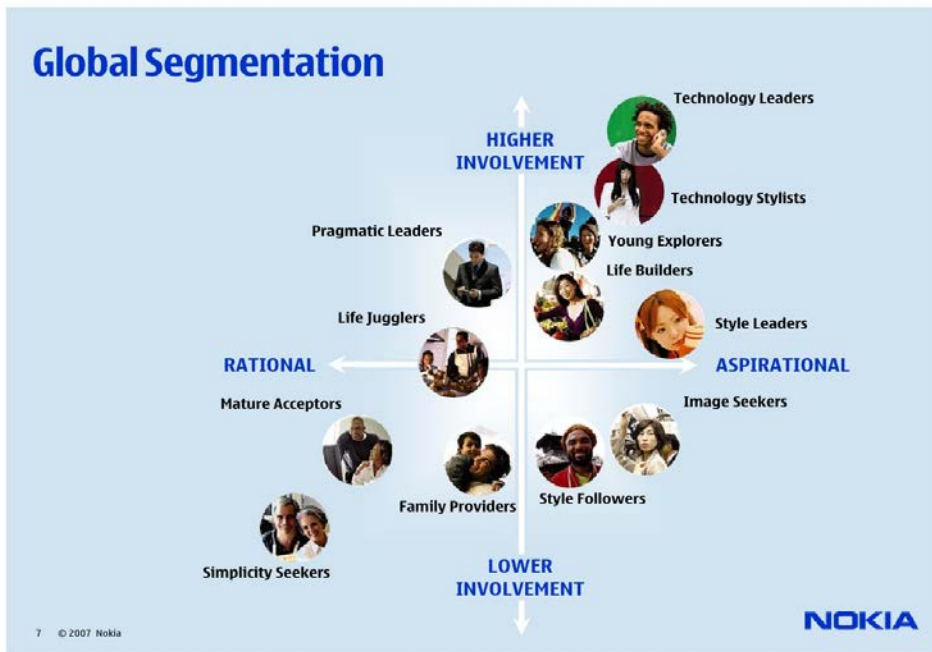 Global Segmentation
Technology Leaders
HIGHER
INVOLVEMENT
Technology Stylists
Pragmatic Leaders
Young Explorers
Life Builders
Life Jugglers
Style Leaders
RATIONAL
ASPIRATIONAL
Mature Acceptors
Image Seekers
Family Providers
Style Followers
Simplicity Seekers
LOWER
INVOLVEMENT
7 © 2007 Nokia
NOKIA